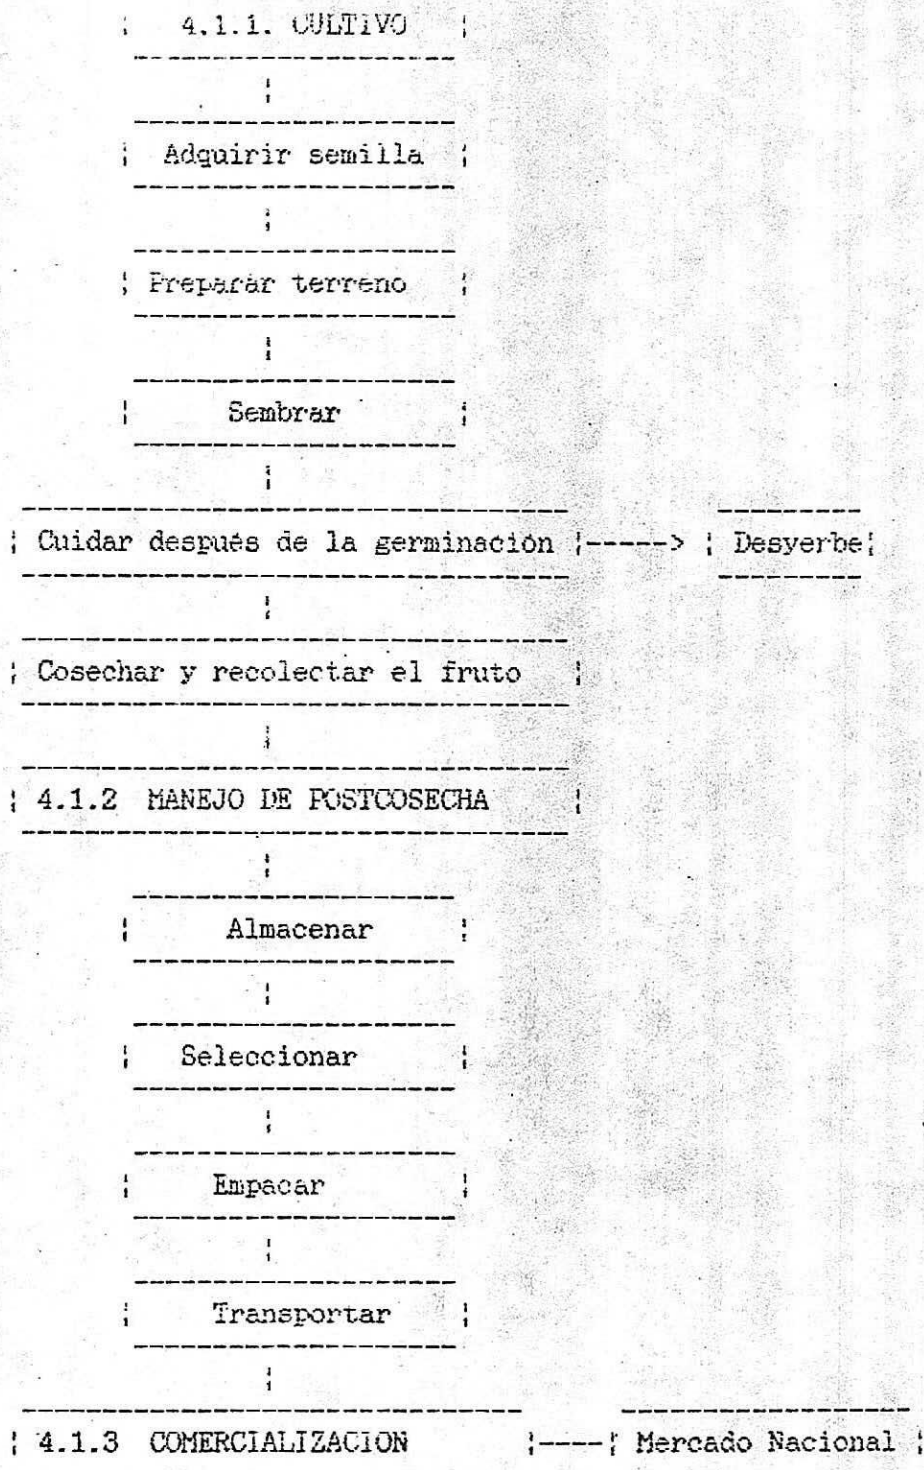 4.1.1. CULTIVO
Adquirir semilla
Preparar terreno
Sembrar
Cuidar después de la germinación -----> Desyerbe
Cosechar y recolectar el fruto
4.1.2 MANEJO DE POSTCOSECHA
Almacenar
Seleccionar
Empacar
Transportar
4.1.3 COMERCIALIZACION ---- Mercado Nacional